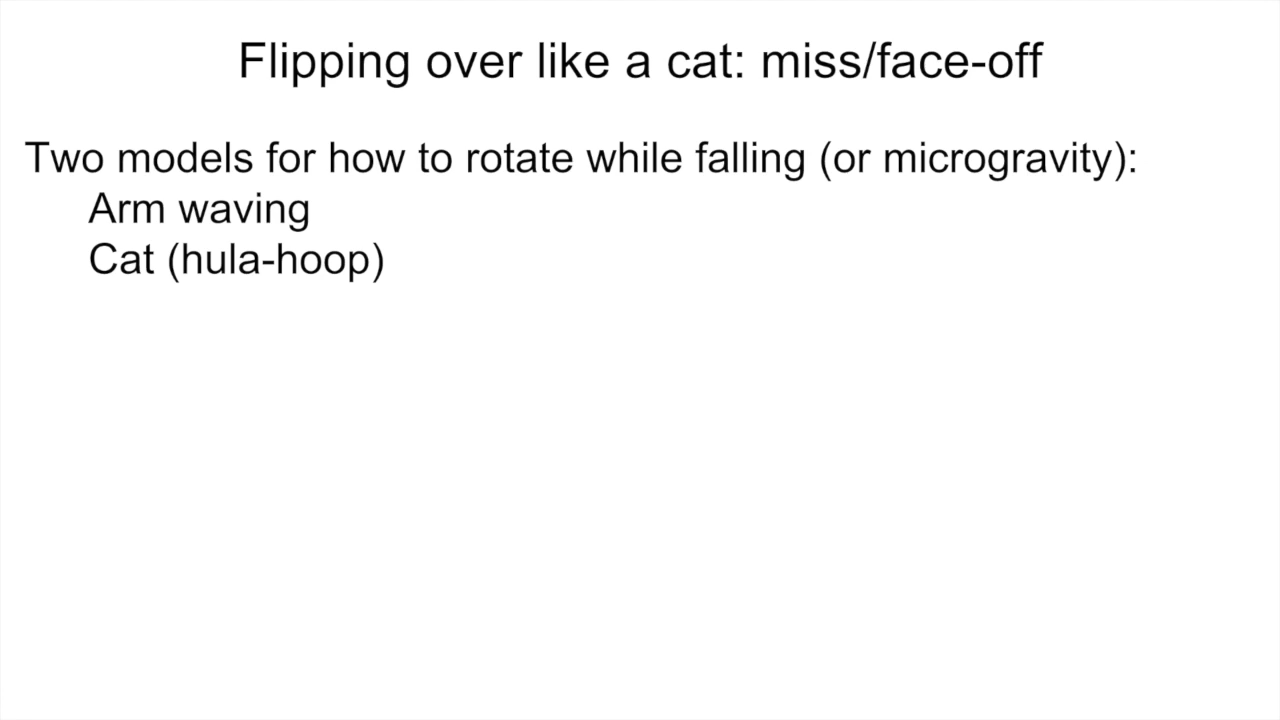 Flipping over like a cat: miss/face-off
Two models for how to rotate while falling (or microgravity):
Arm waving
Cat (hula-hoop)